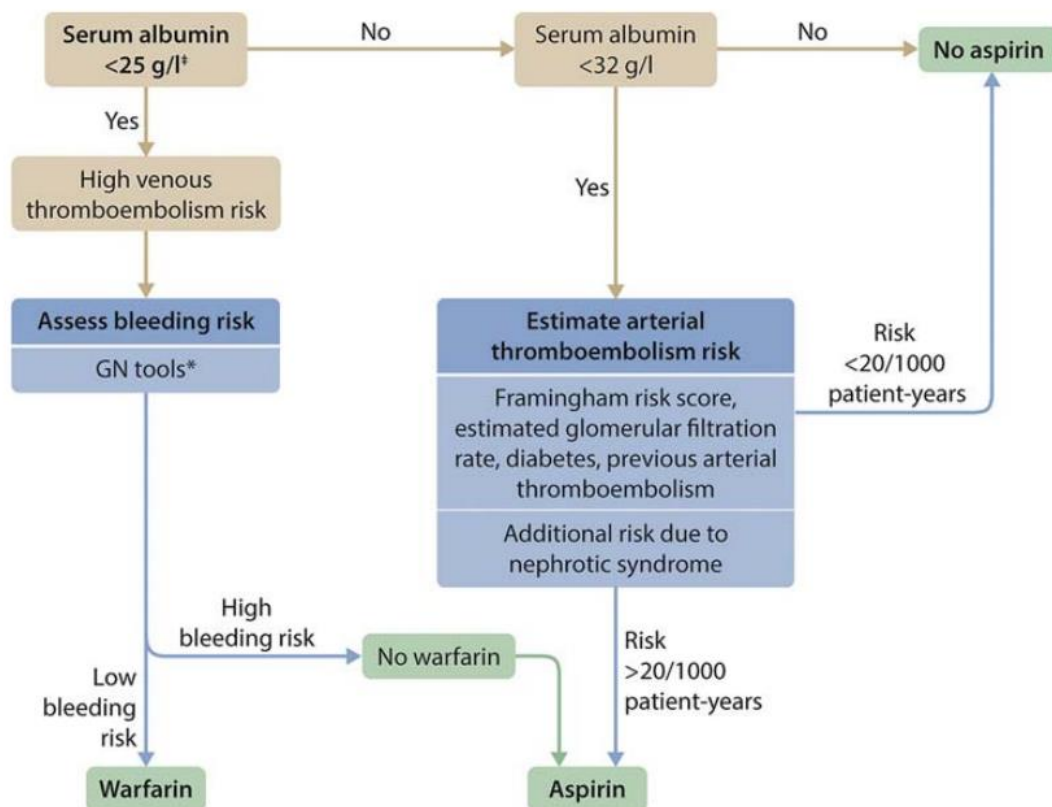 Serum albumin
<25 g/l‡
No
Serum albumin
<32 g/l
No
No aspirin
Yes
High venous
thromboembolism risk
Yes
Assess bleeding risk
GN tools*
Estimate arterial
thromboembolism risk
Framingham risk score,
estimated glomerular filtration
rate, diabetes, previous arterial
thromboembolism
Additional risk due to
nephrotic syndrome
Risk
<20/1000
patient-years
High
bleeding risk
No warfarin
Risk
>20/1000
patient-years
Low
bleeding
risk
Warfarin
Aspirin